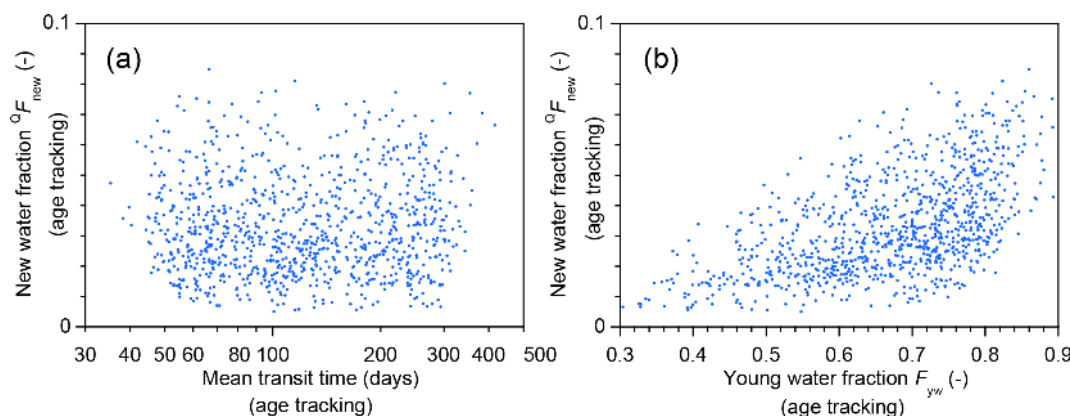 0.1
(a)
New water fraction QFnew (-)
(age tracking)
0
30 40 50 60 80 100 200 300 400 500
Mean transit time (days)
(age tracking)
0.1
(b)
New water fraction QFnew (-)
(age tracking)
0
0.3 0.4 0.5 0.6 0.7 0.8 0.9
Young water fraction Fyw (-)
(age tracking)